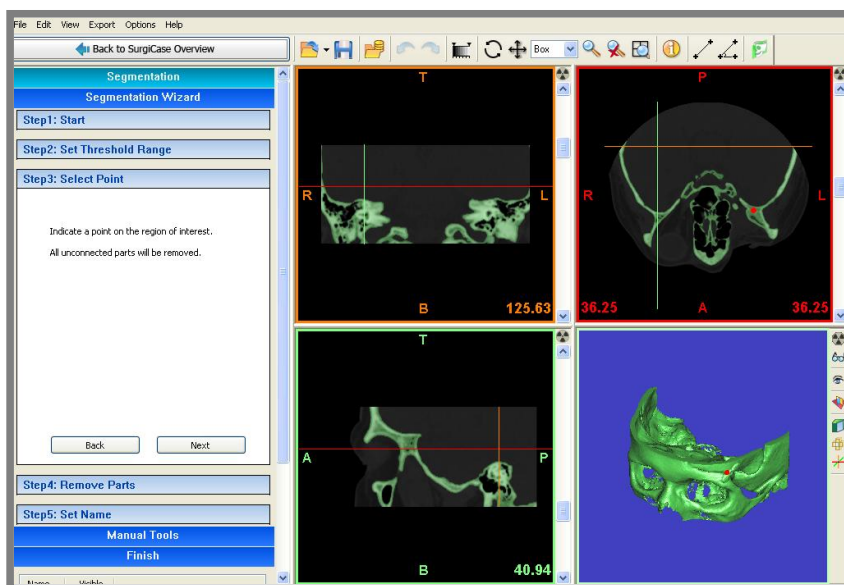 File Edit View Export Options Help
Back to SurgiCase Overview
Box
Segmentation
Segmentation Wizard
Step1: Start
Step2: Set Threshold Range
Step3: Select Point
Indicate a point on the region of interest.
All unconnected parts will be removed.
Back Next
Step4: Remove Parts
Step5: Set Name
Manual Tools
Finish
Name Visible
T
R L
B 125.63
P
R L
36.25 A 36.25
T
A P
B 40.94